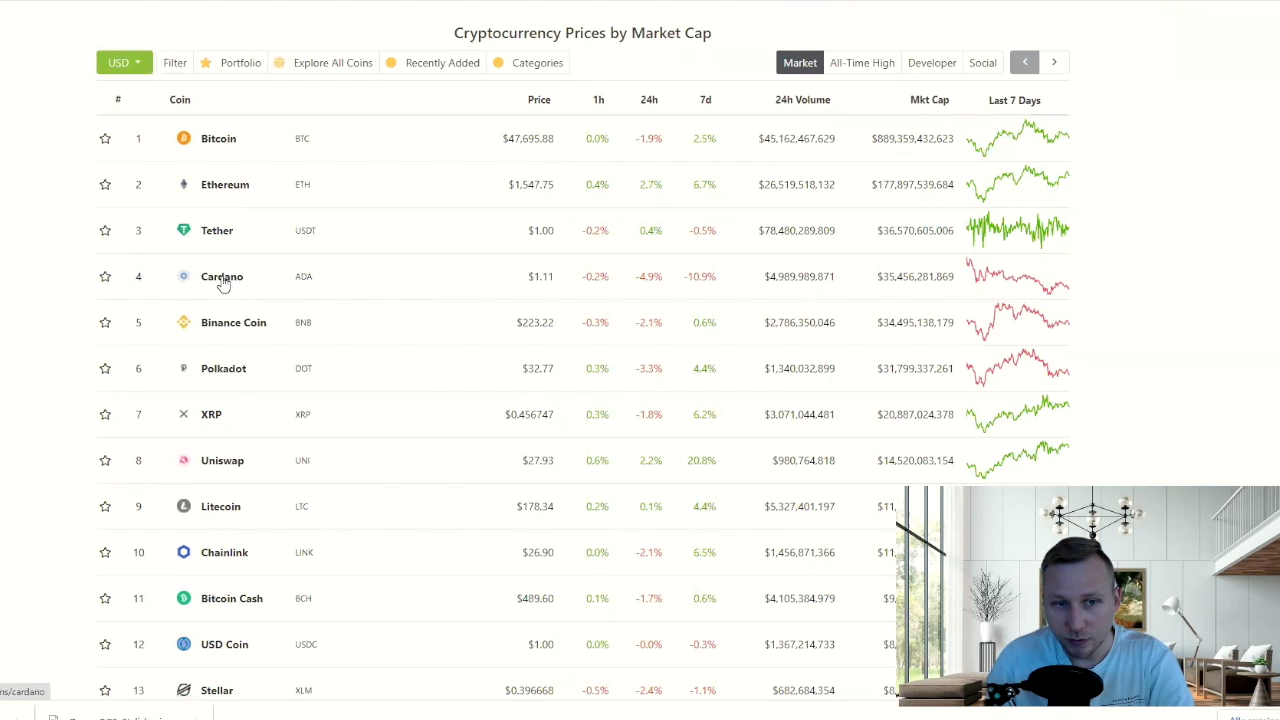 Cryptocurrency Prices by Market Cap
USD Filter Portfolio Explore All Coins Recently Added Categories Market All-Time High Developer Social
# Coin Price 1h 24h 7d 24h Volume Mkt Cap Last 7 Days
1 Bitcoin BTC $47,695.88 0.0% -1.9% 2.5% $45,162,467,629 $889,359,432,623
2 Ethereum ETH $1,547.75 0.4% 2.7% 6.7% $26,519,518,132 $177,897,539,684
3 Tether USDT $1.00 -0.2% 0.4% -0.5% $78,480,289,809 $36,570,605,006
4 Cardano ADA $1.11 -0.2% -4.9% -10.9% $4,989,989,871 $35,456,281,869
5 Binance Coin BNB $223.22 -0.3% -2.1% 0.6% $2,786,350,046 $34,495,138,179
6 Polkadot DOT $32.77 0.3% -3.3% 4.4% $1,340,032,899 $31,799,337,261
7 XRP XRP $0.456747 0.3% -1.8% 6.2% $3,071,044,481 $20,887,024,378
8 Uniswap UNI $27.93 0.6% 2.2% 20.8% $980,764,818 $14,520,083,154
9 Litecoin LTC $178.34 0.2% 0.1% 4.4% $5,327,401,197 $11,
10 Chainlink LINK $26.90 0.0% -2.1% 6.5% $1,456,871,366 $11,
11 Bitcoin Cash BCH $489.60 0.1% -1.7% 0.6% $4,105,384,979 $9,
12 USD Coin USDC $1.00 0.0% -0.0% -0.3% $1,367,214,733 $8,
13 Stellar XLM $0.396668 -0.5% -2.4% -1.1% $682,684,354 $8,
ns/cardano